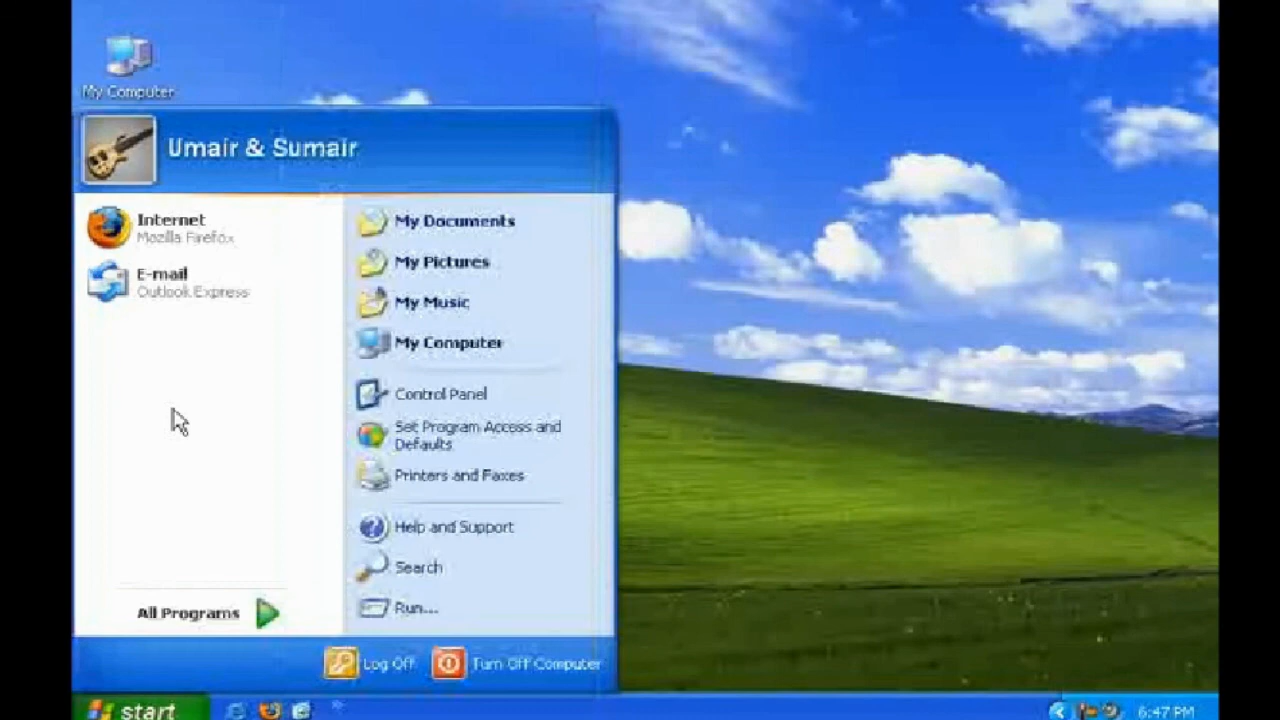 My Computer
Umair & Sumair
Internet
Mozilla Firefox
E-mail
Outlook Express
All Programs
My Documents
My Pictures
My Music
My Computer
Control Panel
Set Program Access and
Defaults
Printers and Faxes
Help and Support
Search
Run...
Log Off
Turn Off Computer
start
6:47 PM